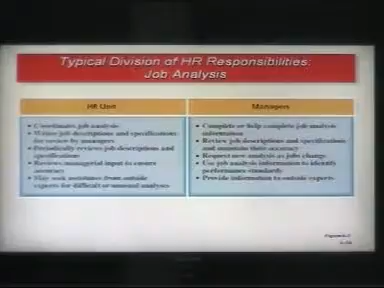 Typical Division of HR Responsibilities:
Job Analysis
HR Unit
Managers
• Coordinates job analysis
• Writes job descriptions and specifications
for review by managers
• Periodically reviews job descriptions and
specifications
• Reviews managerial input to ensure
accuracy
• May seek assistance from outside
experts for difficult or unusual analyses
• Complete or help complete job analysis
information
• Review job descriptions and specifications
and maintain their accuracy
• Request new analysis as jobs change
• Use job analysis information to identify
performance standards
• Provide information to outside experts